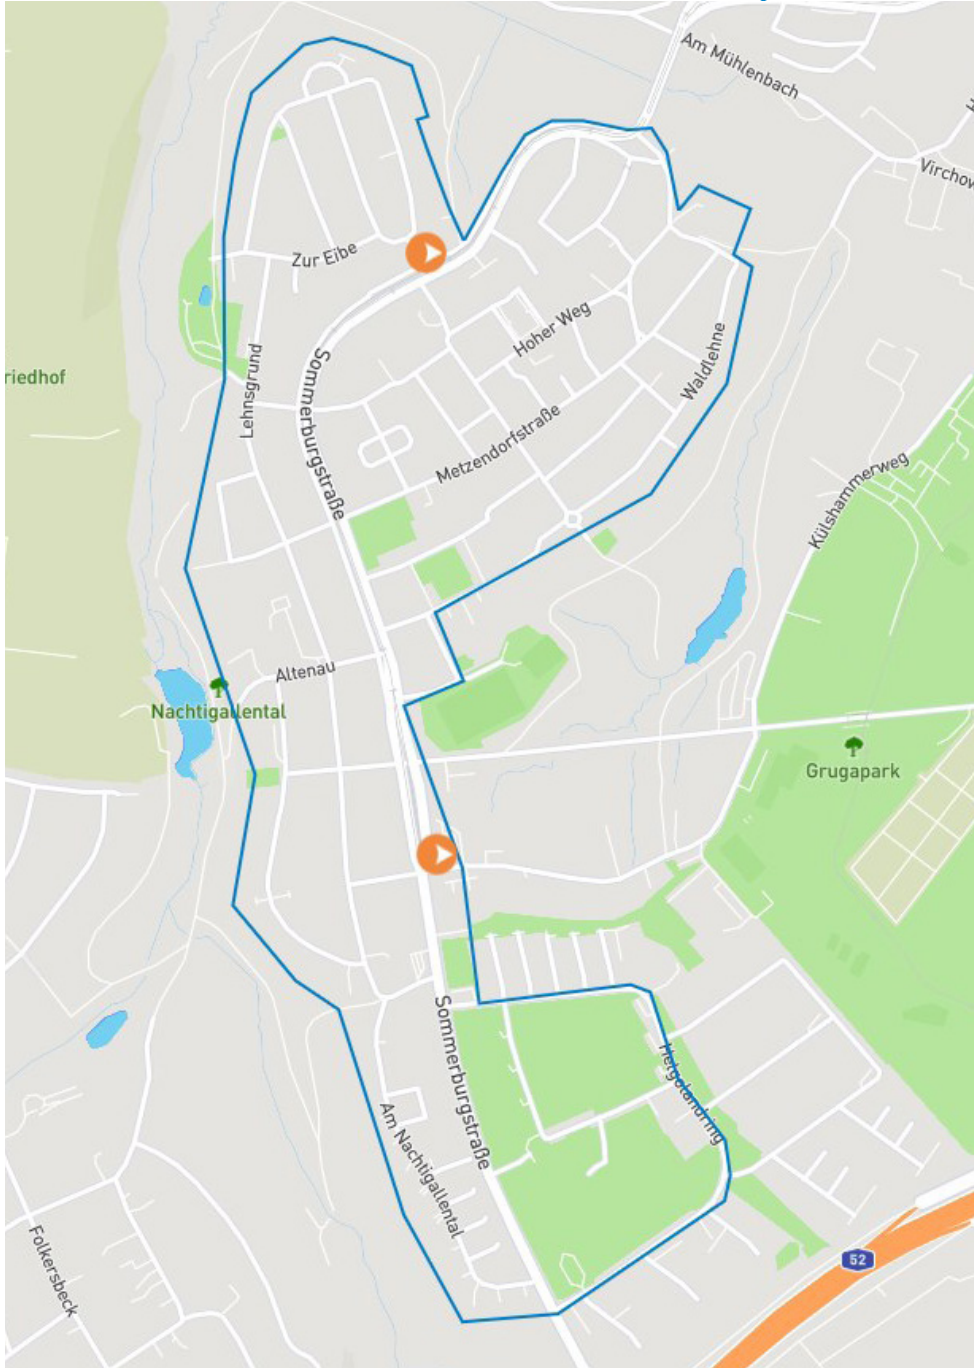 Am Mühlenbach
Virchow
Zur Eibe
Hoher Weg
Waldlehne
riedhof
Lehnsgrund
Sommerburgstraße
Metzendorfstraße
Külshammerweg
Altenau
Nachtigallental
Grugapark
Sommerburgstraße
Helgolandring
Am Nachtigallental
Folkersbeck
52